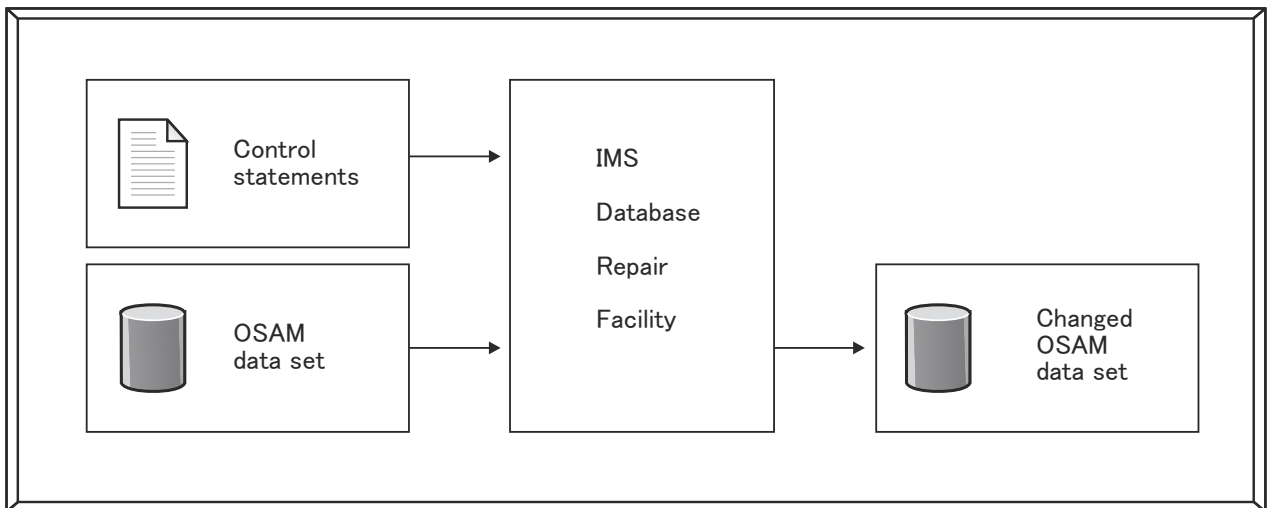 Control
statements
OSAM
data set
IMS
Database
Repair
Facility
Changed
OSAM
data set